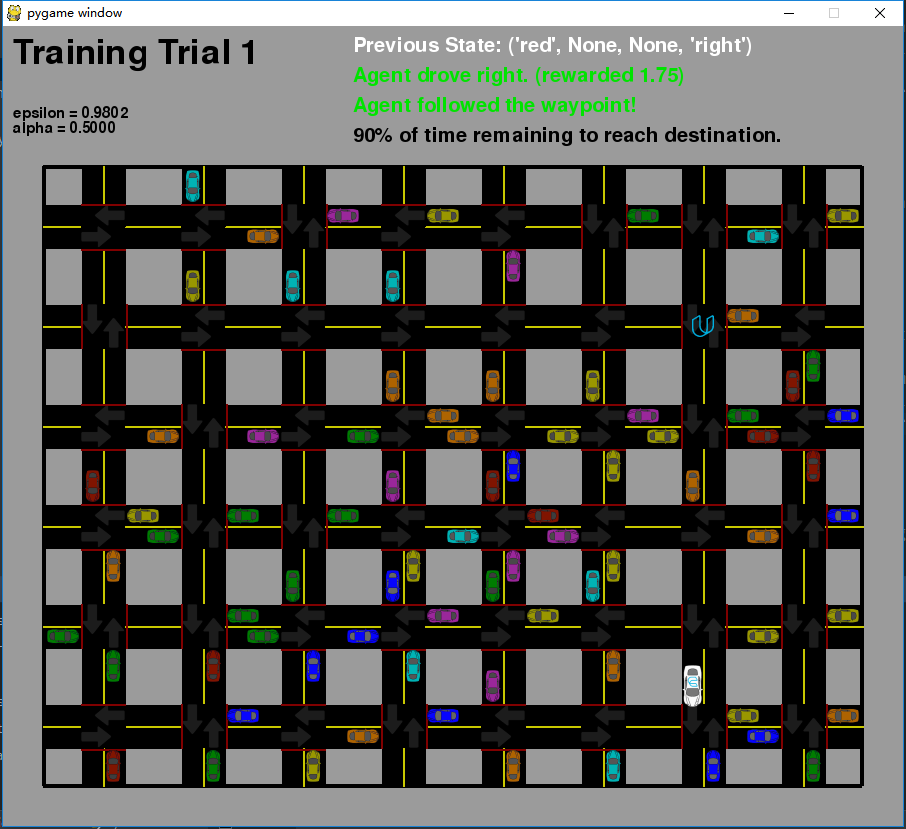 pygame window
Training Trial 1
Previous State: ('red', None, None, 'right')
Agent drove right. (rewarded 1.75)
Agent followed the waypoint!
90% of time remaining to reach destination.
epsilon = 0.9802
alpha = 0.5000